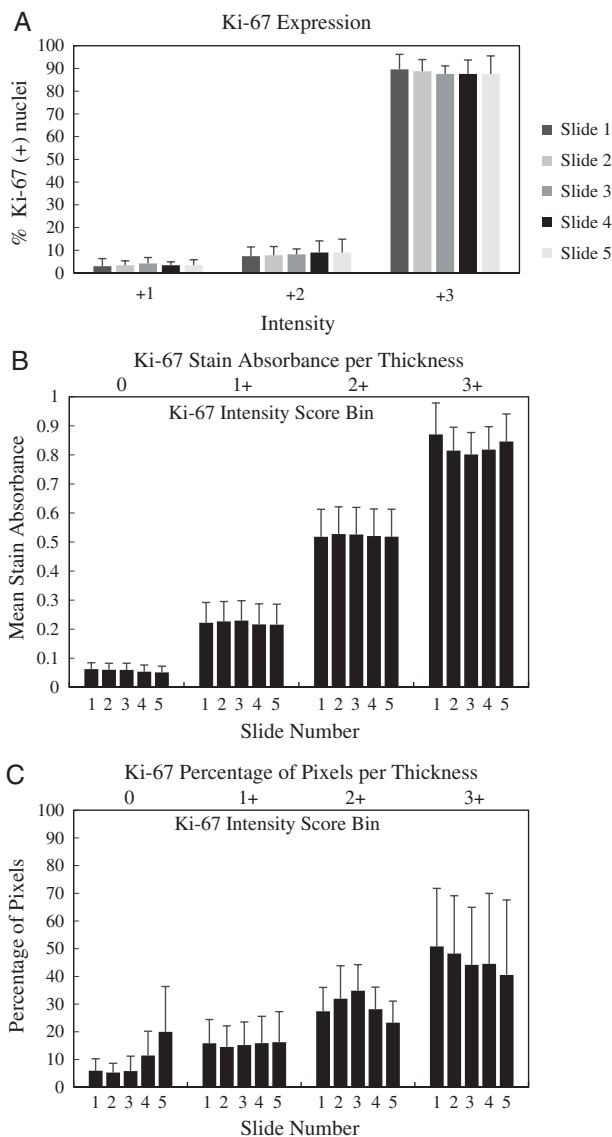 A
Ki-67 Expression
% Ki-67 (+) nuclei
100
90
80
70
60
50
40
30
20
10
0
+1 +2 +3
Intensity
Slide 1
Slide 2
Slide 3
Slide 4
Slide 5
B
Ki-67 Stain Absorbance per Thickness
0 1+ 2+ 3+
Ki-67 Intensity Score Bin
Mean Stain Absorbance
1
0.9
0.8
0.7
0.6
0.5
0.4
0.3
0.2
0.1
0
1 2 3 4 5 1 2 3 4 5 1 2 3 4 5 1 2 3 4 5
Slide Number
C
Ki-67 Percentage of Pixels per Thickness
0 1+ 2+ 3+
Ki-67 Intensity Score Bin
Percentage of Pixels
100
90
80
70
60
50
40
30
20
10
0
1 2 3 4 5 1 2 3 4 5 1 2 3 4 5 1 2 3 4 5
Slide Number